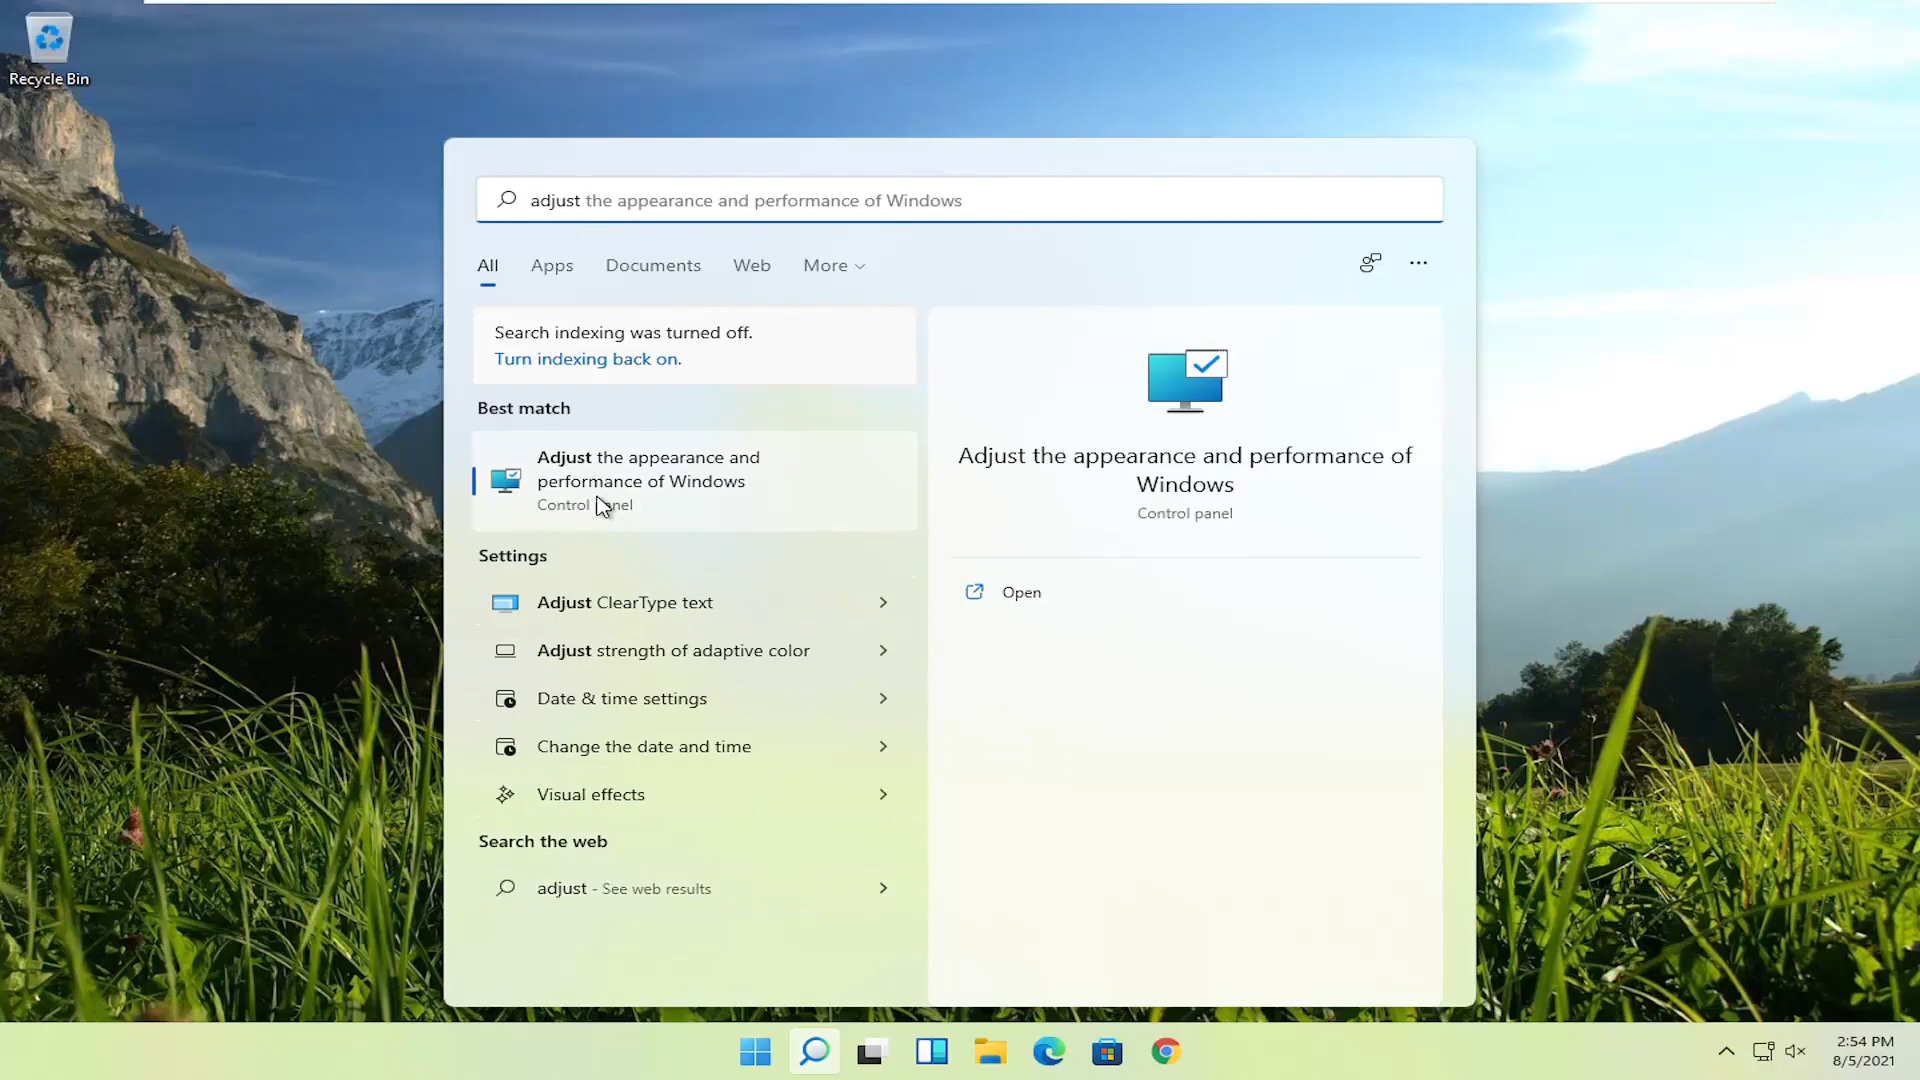 Recycle Bin
adjust the appearance and performance of Windows
All Apps Documents Web More
Search indexing was turned off.
Turn indexing back on.
Best match
Adjust the appearance and
performance of Windows
Control panel
Settings
Adjust ClearType text
Adjust strength of adaptive color
Date & time settings
Change the date and time
Visual effects
Search the web
adjust - See web results
Adjust the appearance and performance of
Windows
Control panel
Open
2:54 PM
8/5/2021